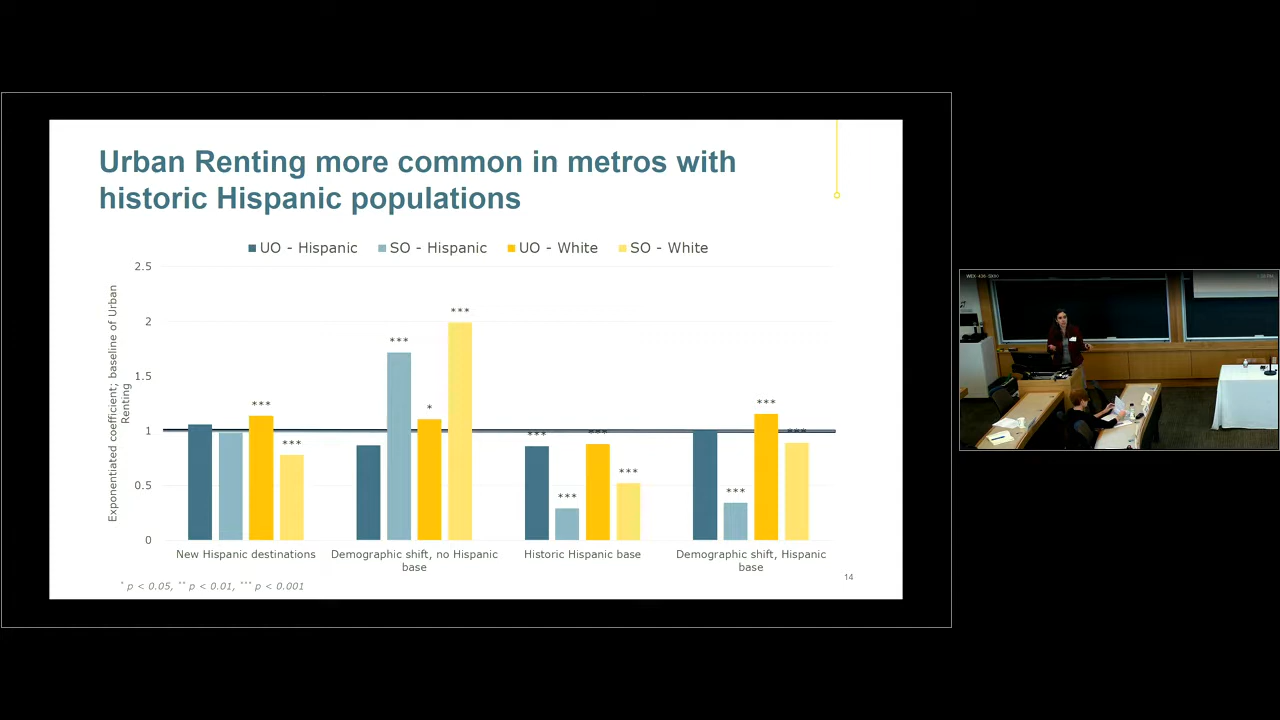 Urban Renting more common in metros with
historic Hispanic populations
UO - Hispanic SO - Hispanic UO - White SO - White
Exponentiated coefficient; baseline of Urban
Renting
2.5
2
1.5
1
0.5
0
***
***
***
*
***
***
***
***
***
***
***
***
New Hispanic destinations
Demographic shift, no Hispanic
base
Historic Hispanic base
Demographic shift, Hispanic
base
* p < 0.05, ** p < 0.01, *** p < 0.001
14